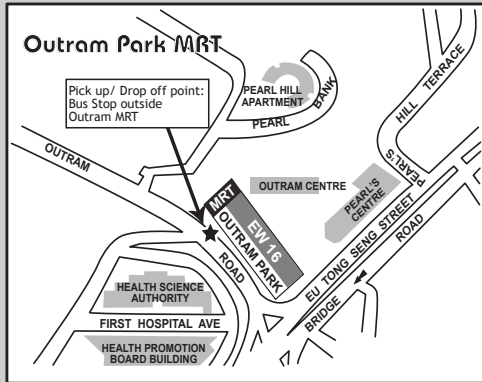 Outram Park MRT
Pick up/ Drop off point:
Bus Stop outside
Outram MRT
PEARL HILL
APARTMENT
PEARL
BANK
HILL
TERRACE
PEARL'S
OUTRAM
ROAD
MRT
EW 16
OUTRAM PARK
OUTRAM CENTRE
PEARL'S
CENTRE
EU TONG SENG STREET
BRIDGE
ROAD
HEALTH SCIENCE
AUTHORITY
FIRST HOSPITAL AVE
HEALTH PROMOTION
BOARD BUILDING